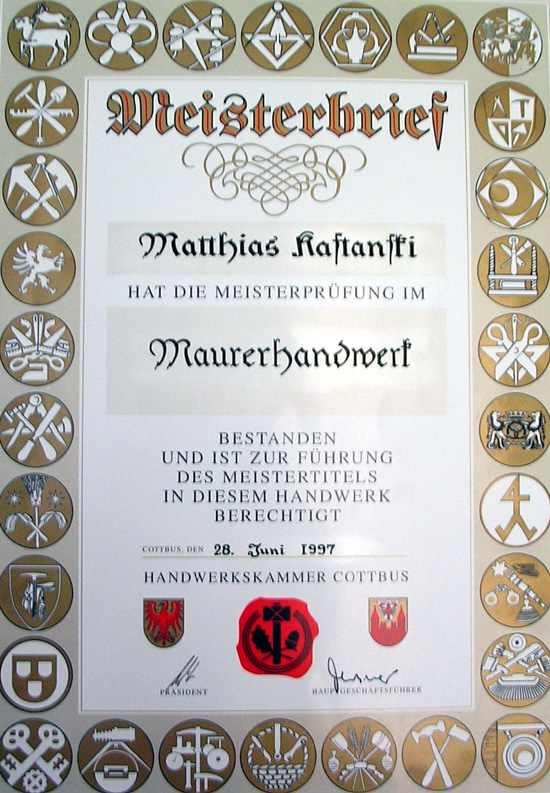 Meisterbrief
Matthias Kaſtanſki
HAT DIE MEISTERPRÜFUNG IM
Maurerhandwerk
BESTANDEN
UND IST ZUR FÜHRUNG
DES MEISTERTITELS
IN DIESEM HANDWERK
BERECHTIGT
COTTBUS, DEN 28. Juni 1997
HANDWERKSKAMMER COTTBUS
PRÄSIDENT HAUPTGESCHÄFTSFÜHRER